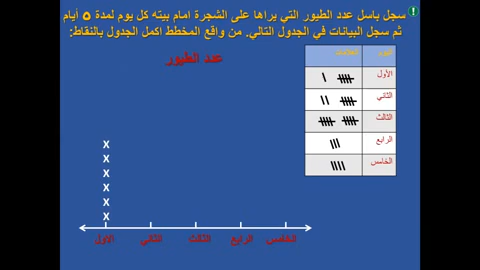 سجل باسل عدد الطيور التي يراها على الشجرة امام بيته كل يوم لمدة ٥ أيام
ثم سجل البيانات في الجدول التالي. من واقع المخطط اكمل الجدول بالنقاط:
عدد الطيور
اليوم العلامات
الأول
الثاني
الثالث
الرابع
الخامس
X
X
X
X
X
X
الاول الثاني الثالث الرابع الخامس